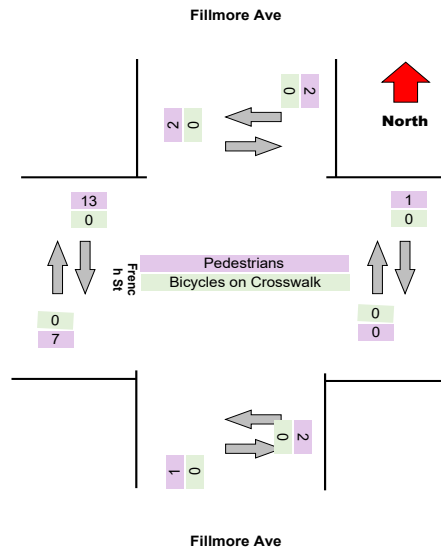 Fillmore Ave
0 2
2 0
North
13
0
1
0
Frenc
h St
Pedestrians
Bicycles on Crosswalk
0
7
0
0
0 2
1 0
Fillmore Ave